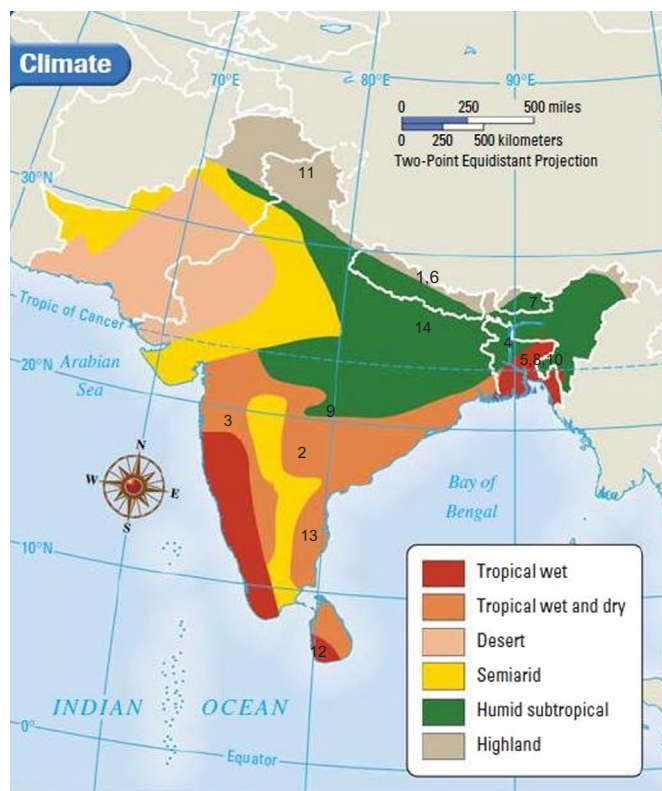 Climate
70°E
80°E
90°E
0 250 500 miles
0 250 500 kilometers
Two-Point Equidistant Projection
30°N
11
1,6
7
Tropic of Cancer
14
4
5,8,10
20°N
Arabian
Sea
9
3
2
N
W
E
S
Bay of
Bengal
13
10°N
Tropical wet
Tropical wet and dry
Desert
Semiarid
Humid subtropical
Highland
12
INDIAN OCEAN
0°
Equator